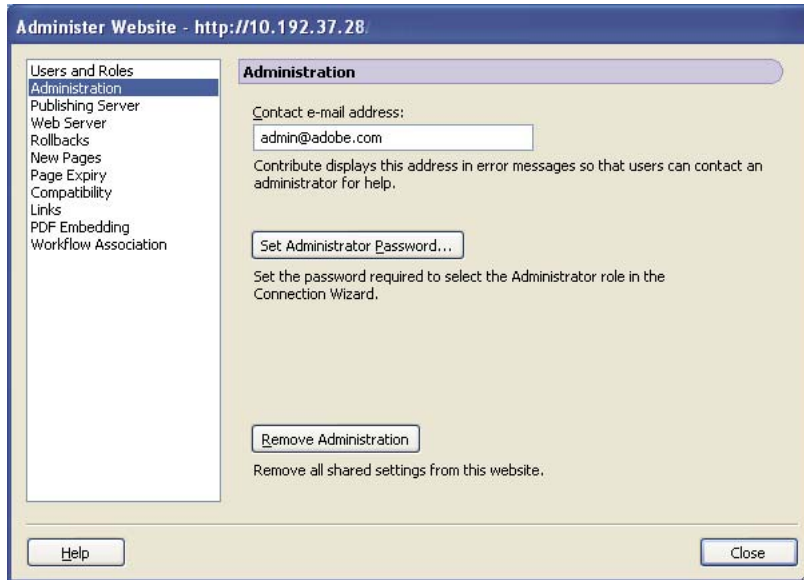 Administer Website - http://10.192.37.28/
Users and Roles
Administration
Publishing Server
Web Server
Rollbacks
New Pages
Page Expiry
Compatibility
Links
PDF Embedding
Workflow Association
Administration
Contact e-mail address:
admin@adobe.com
Contribute displays this address in error messages so that users can contact an
administrator for help.
Set Administrator Password...
Set the password required to select the Administrator role in the
Connection Wizard.
Remove Administration
Remove all shared settings from this website.
Help
Close